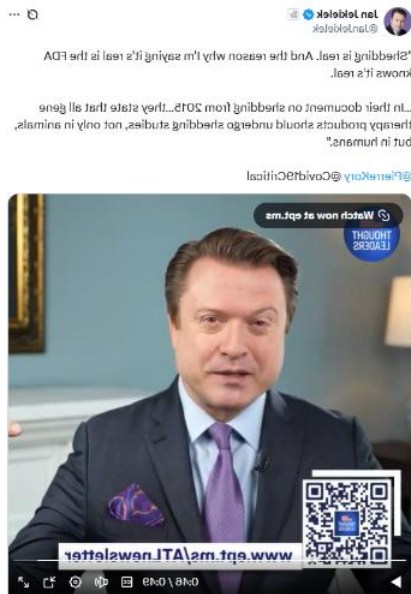 Jan Jekielek
@JanJekielek
"Shedding is real. And the reason why I'm saying it's real is the FDA
knows it's real.
...In their document on shedding from 2015...they state that all gene
therapy products should undergo shedding studies, not only in animals,
but in humans."
@PierreKory @Covid19Critical
Watch now at ept.ms
THOUGHT
LEADERS
www.ept.ms/ATLnewsletter
0:46 / 0:49